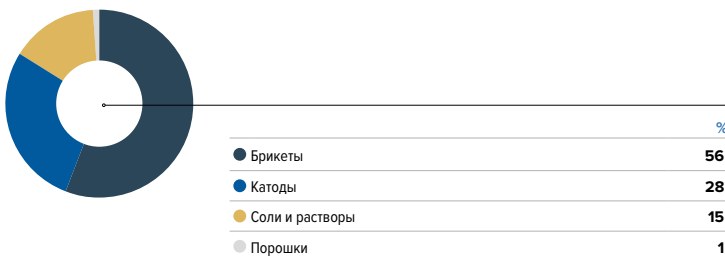 %
Брикеты 56
Катоды 28
Соли и растворы 15
Порошки 1